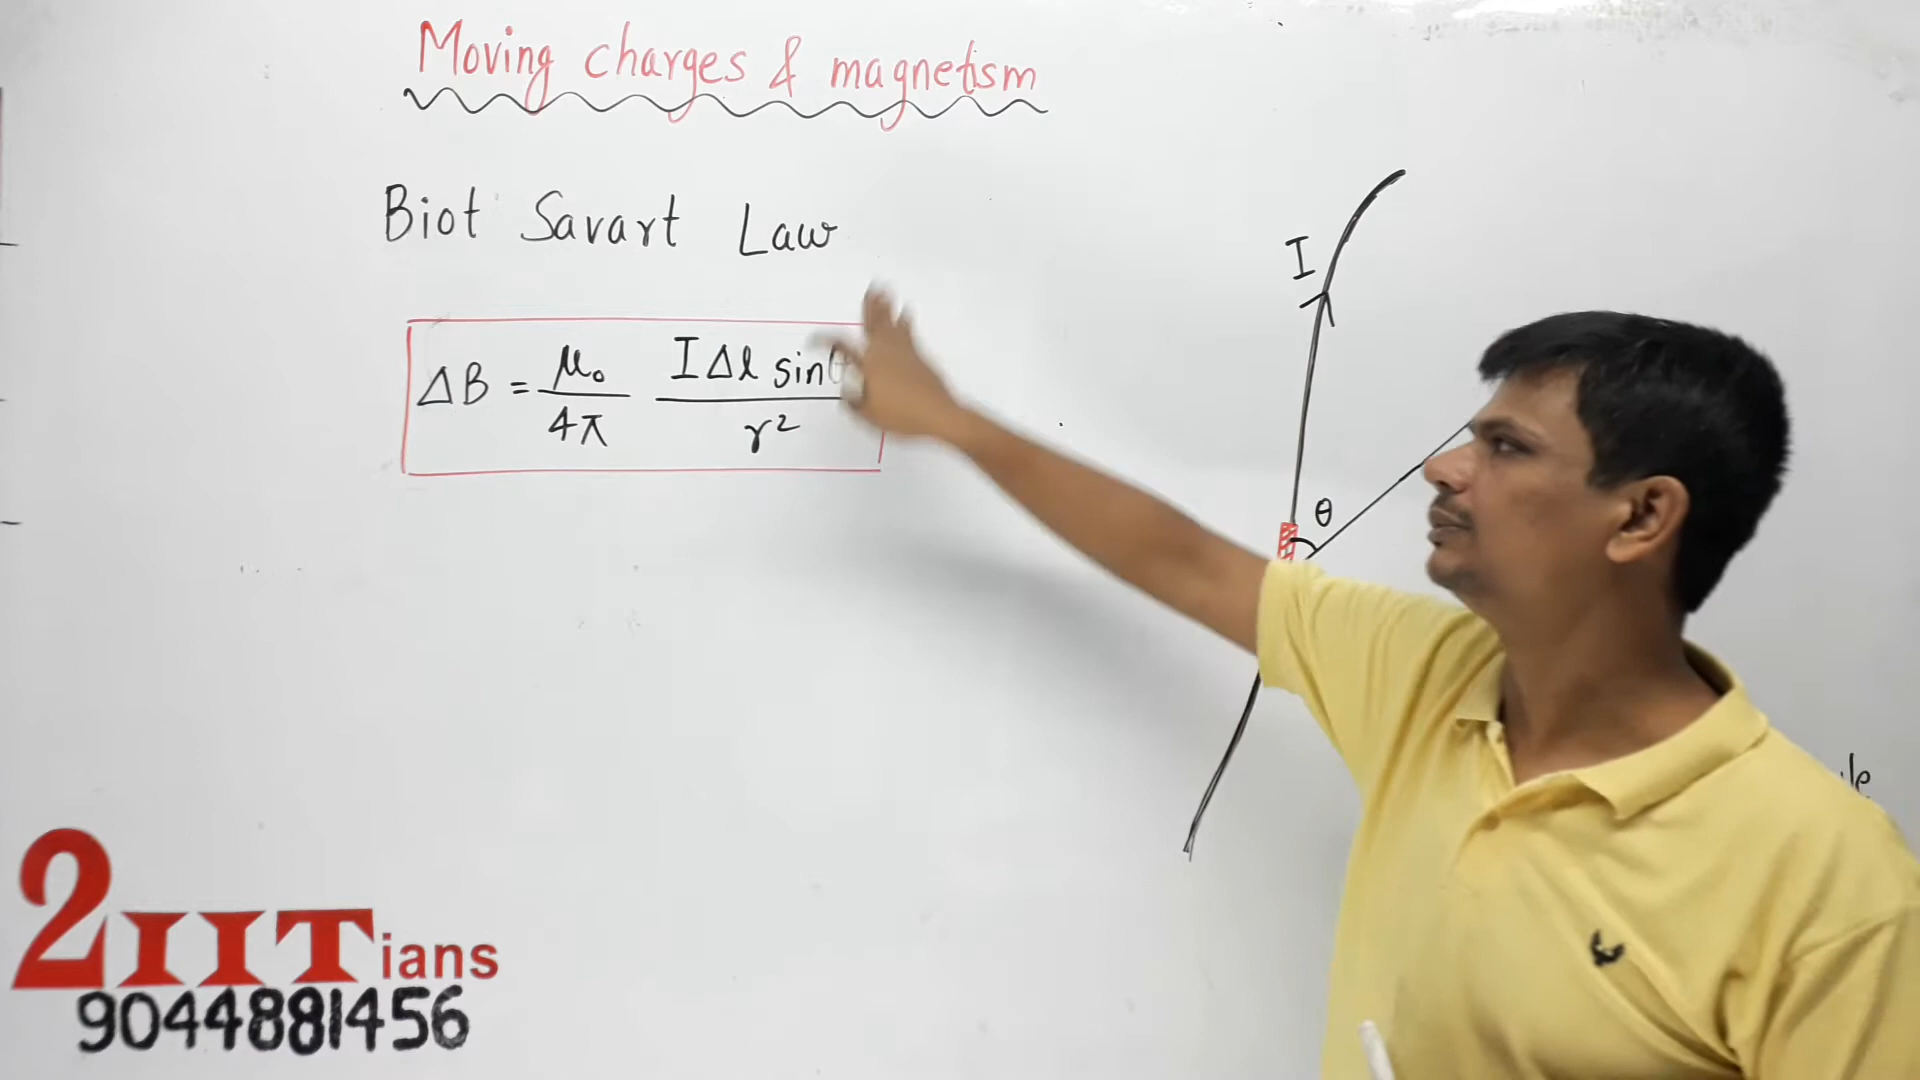 Moving charges & magnetism
Biot Savart Law
ΔB = μ₀/4π IΔl sinθ/r²
I
θ
2IITians
9044881456